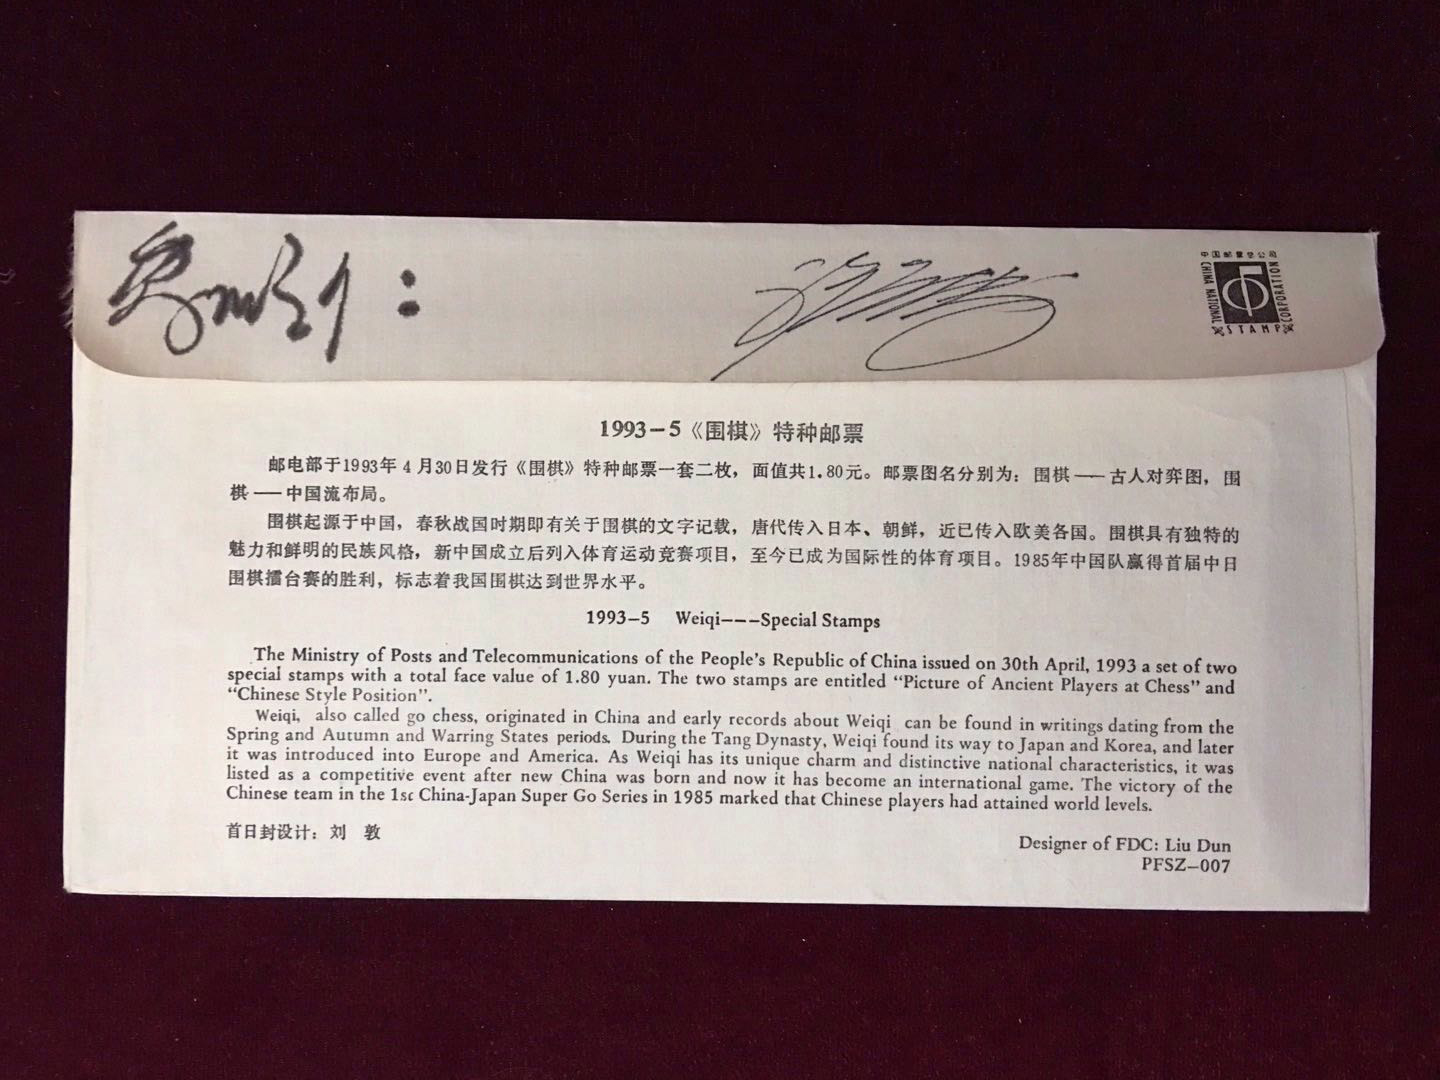 中国邮票总公司
CHINA NATIONAL
STAMP
CORPORATION
1993-5《围棋》特种邮票
邮电部于1993年4月30日发行《围棋》特种邮票一套二枚，面值共1.80元。邮票图名分别为：围棋——古人对弈图，围
棋——中国流布局。
围棋起源于中国，春秋战国时期即有关于围棋的文字记载，唐代传入日本、朝鲜，近已传入欧美各国。围棋具有独特的
魅力和鲜明的民族风格，新中国成立后列入体育运动竞赛项目，至今已成为国际性的体育项目。1985年中国队赢得首届中日
围棋擂台赛的胜利，标志着我国围棋达到世界水平。
1993-5 Weiqi---Special Stamps
The Ministry of Posts and Telecommunications of the People's Republic of China issued on 30th April, 1993 a set of two
special stamps with a total face value of 1.80 yuan. The two stamps are entitled "Picture of Ancient Players at Chess" and
"Chinese Style Position".
Weiqi, also called go chess, originated in China and early records about Weiqi can be found in writings dating from the
Spring and Autumn and Warring States periods. During the Tang Dynasty, Weiqi found its way to Japan and Korea, and later
it was introduced into Europe and America. As Weiqi has its unique charm and distinctive national characteristics, it was
listed as a competitive event after new China was born and now it has become an international game. The victory of the
Chinese team in the 1st China-Japan Super Go Series in 1985 marked that Chinese players had attained world levels.
首日封设计：刘 敦
Designer of FDC: Liu Dun
PFSZ-007